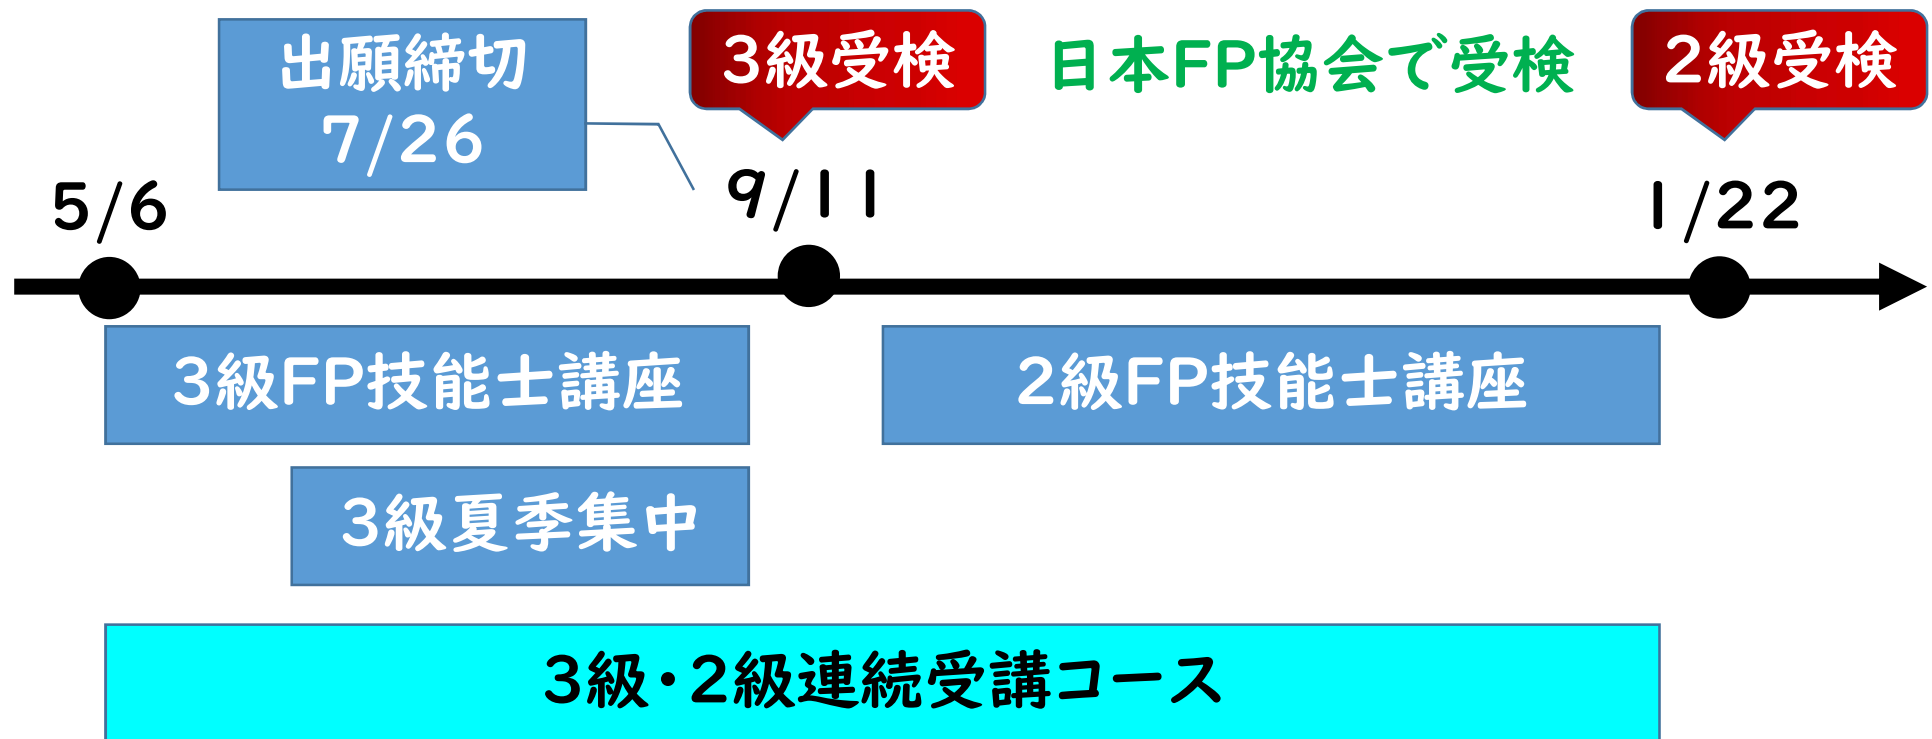 出願締切
7/26
3級受検
日本FP協会で受検
2級受検
5/6
9/11
1/22
3級FP技能士講座
2級FP技能士講座
3級夏季集中
3級・2級連続受講コース